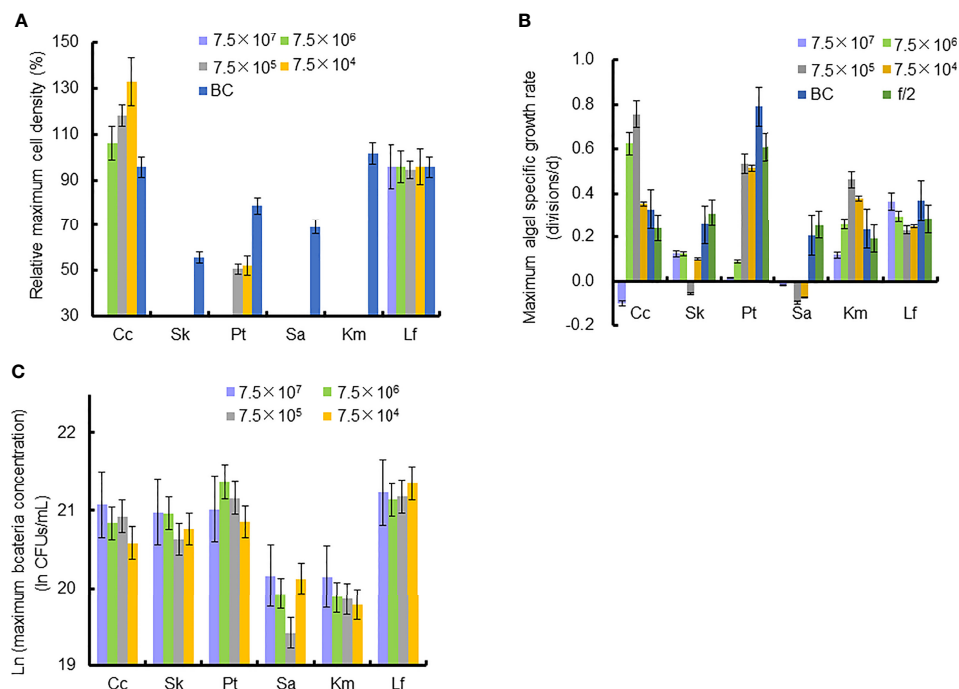 A
Relative maximum cell density (%)
150
130
110
90
70
50
30
7.5×10⁷ 7.5×10⁶
7.5×10⁵ 7.5×10⁴
BC
Cc Sk Pt Sa Km Lf
B
Maximum algal specific growth rate
(divisions/d)
1.0
0.8
0.6
0.4
0.2
0.0
-0.2
7.5×10⁷ 7.5×10⁶
7.5×10⁵ 7.5×10⁴
BC f/2
Cc Sk Pt Sa Km Lf
C
Ln (maximum bcateria concentration)
(ln CFUs/mL)
22
21
20
19
7.5×10⁷ 7.5×10⁶
7.5×10⁵ 7.5×10⁴
Cc Sk Pt Sa Km Lf